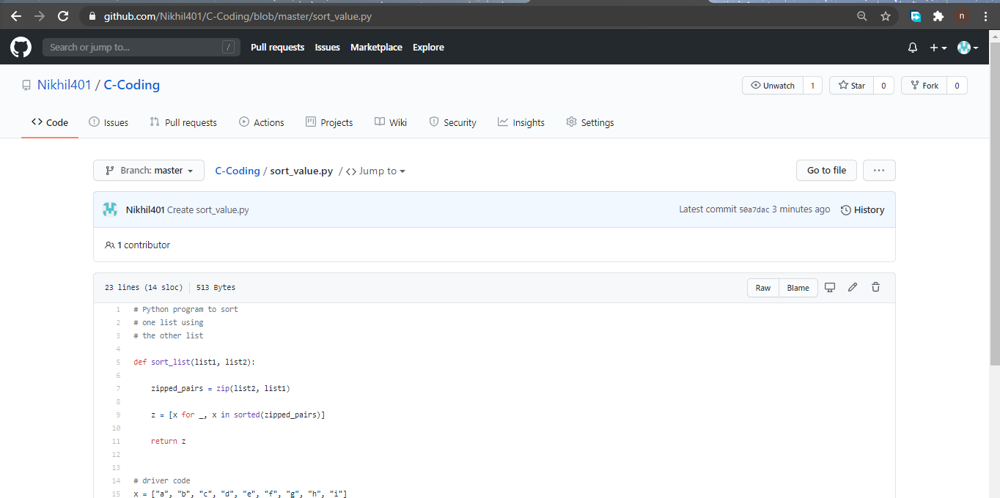 github.com/Nikhil401/C-Coding/blob/master/sort_value.py
n
Search or jump to... /
Pull requests Issues Marketplace Explore
Nikhil401 / C-Coding
Unwatch 1 Star 0 Fork 0
Code Issues Pull requests Actions Projects Wiki Security Insights Settings
Branch: master C-Coding / sort_value.py / <> Jump to Go to file ...
Nikhil401 Create sort_value.py Latest commit 50a7dac 3 minutes ago History
1 contributor
23 lines (14 sloc) 513 Bytes Raw Blame
1 # Python program to sort
2 # one list using
3 # the other list
4
5 def sort_list(list1, list2):
6
7 zipped_pairs = zip(list2, list1)
8
9 z = [x for _, x in sorted(zipped_pairs)]
10
11 return z
12
13
14 # driver code
15 x = ["a", "b", "c", "d", "e", "f", "g", "h", "i"]